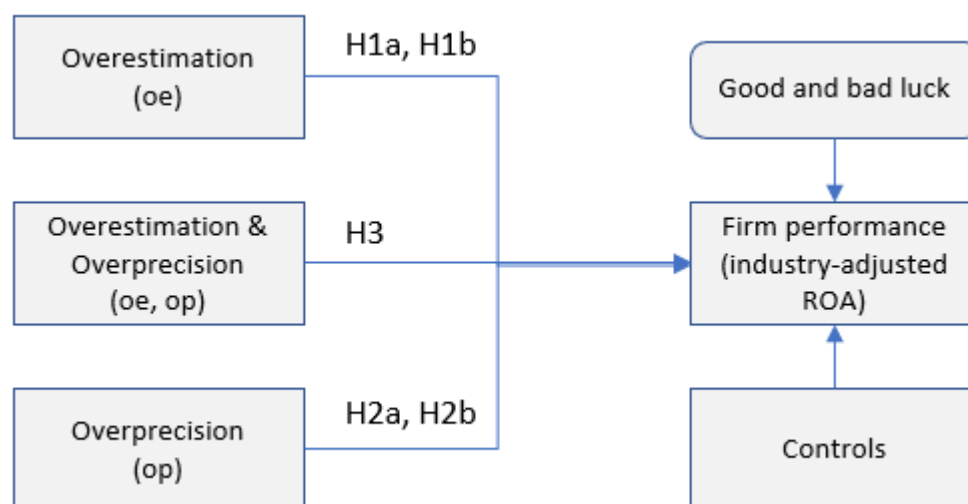 Overestimation
(oe)
H1a, H1b
Good and bad luck
Overestimation &
Overprecision
(oe, op)
H3
Firm performance
(industry-adjusted
ROA)
Overprecision
(op)
H2a, H2b
Controls